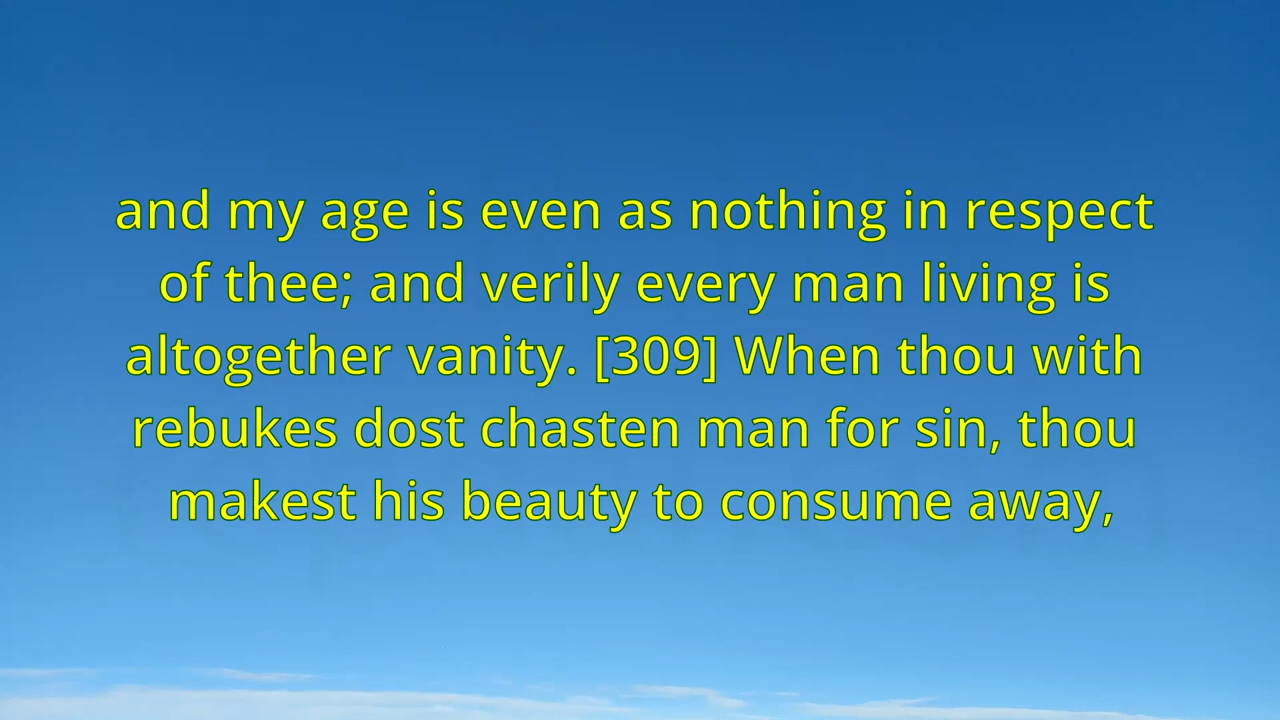 and my age is even as nothing in respect
of thee; and verily every man living is
altogether vanity. [309] When thou with
rebukes dost chasten man for sin, thou
makest his beauty to consume away,